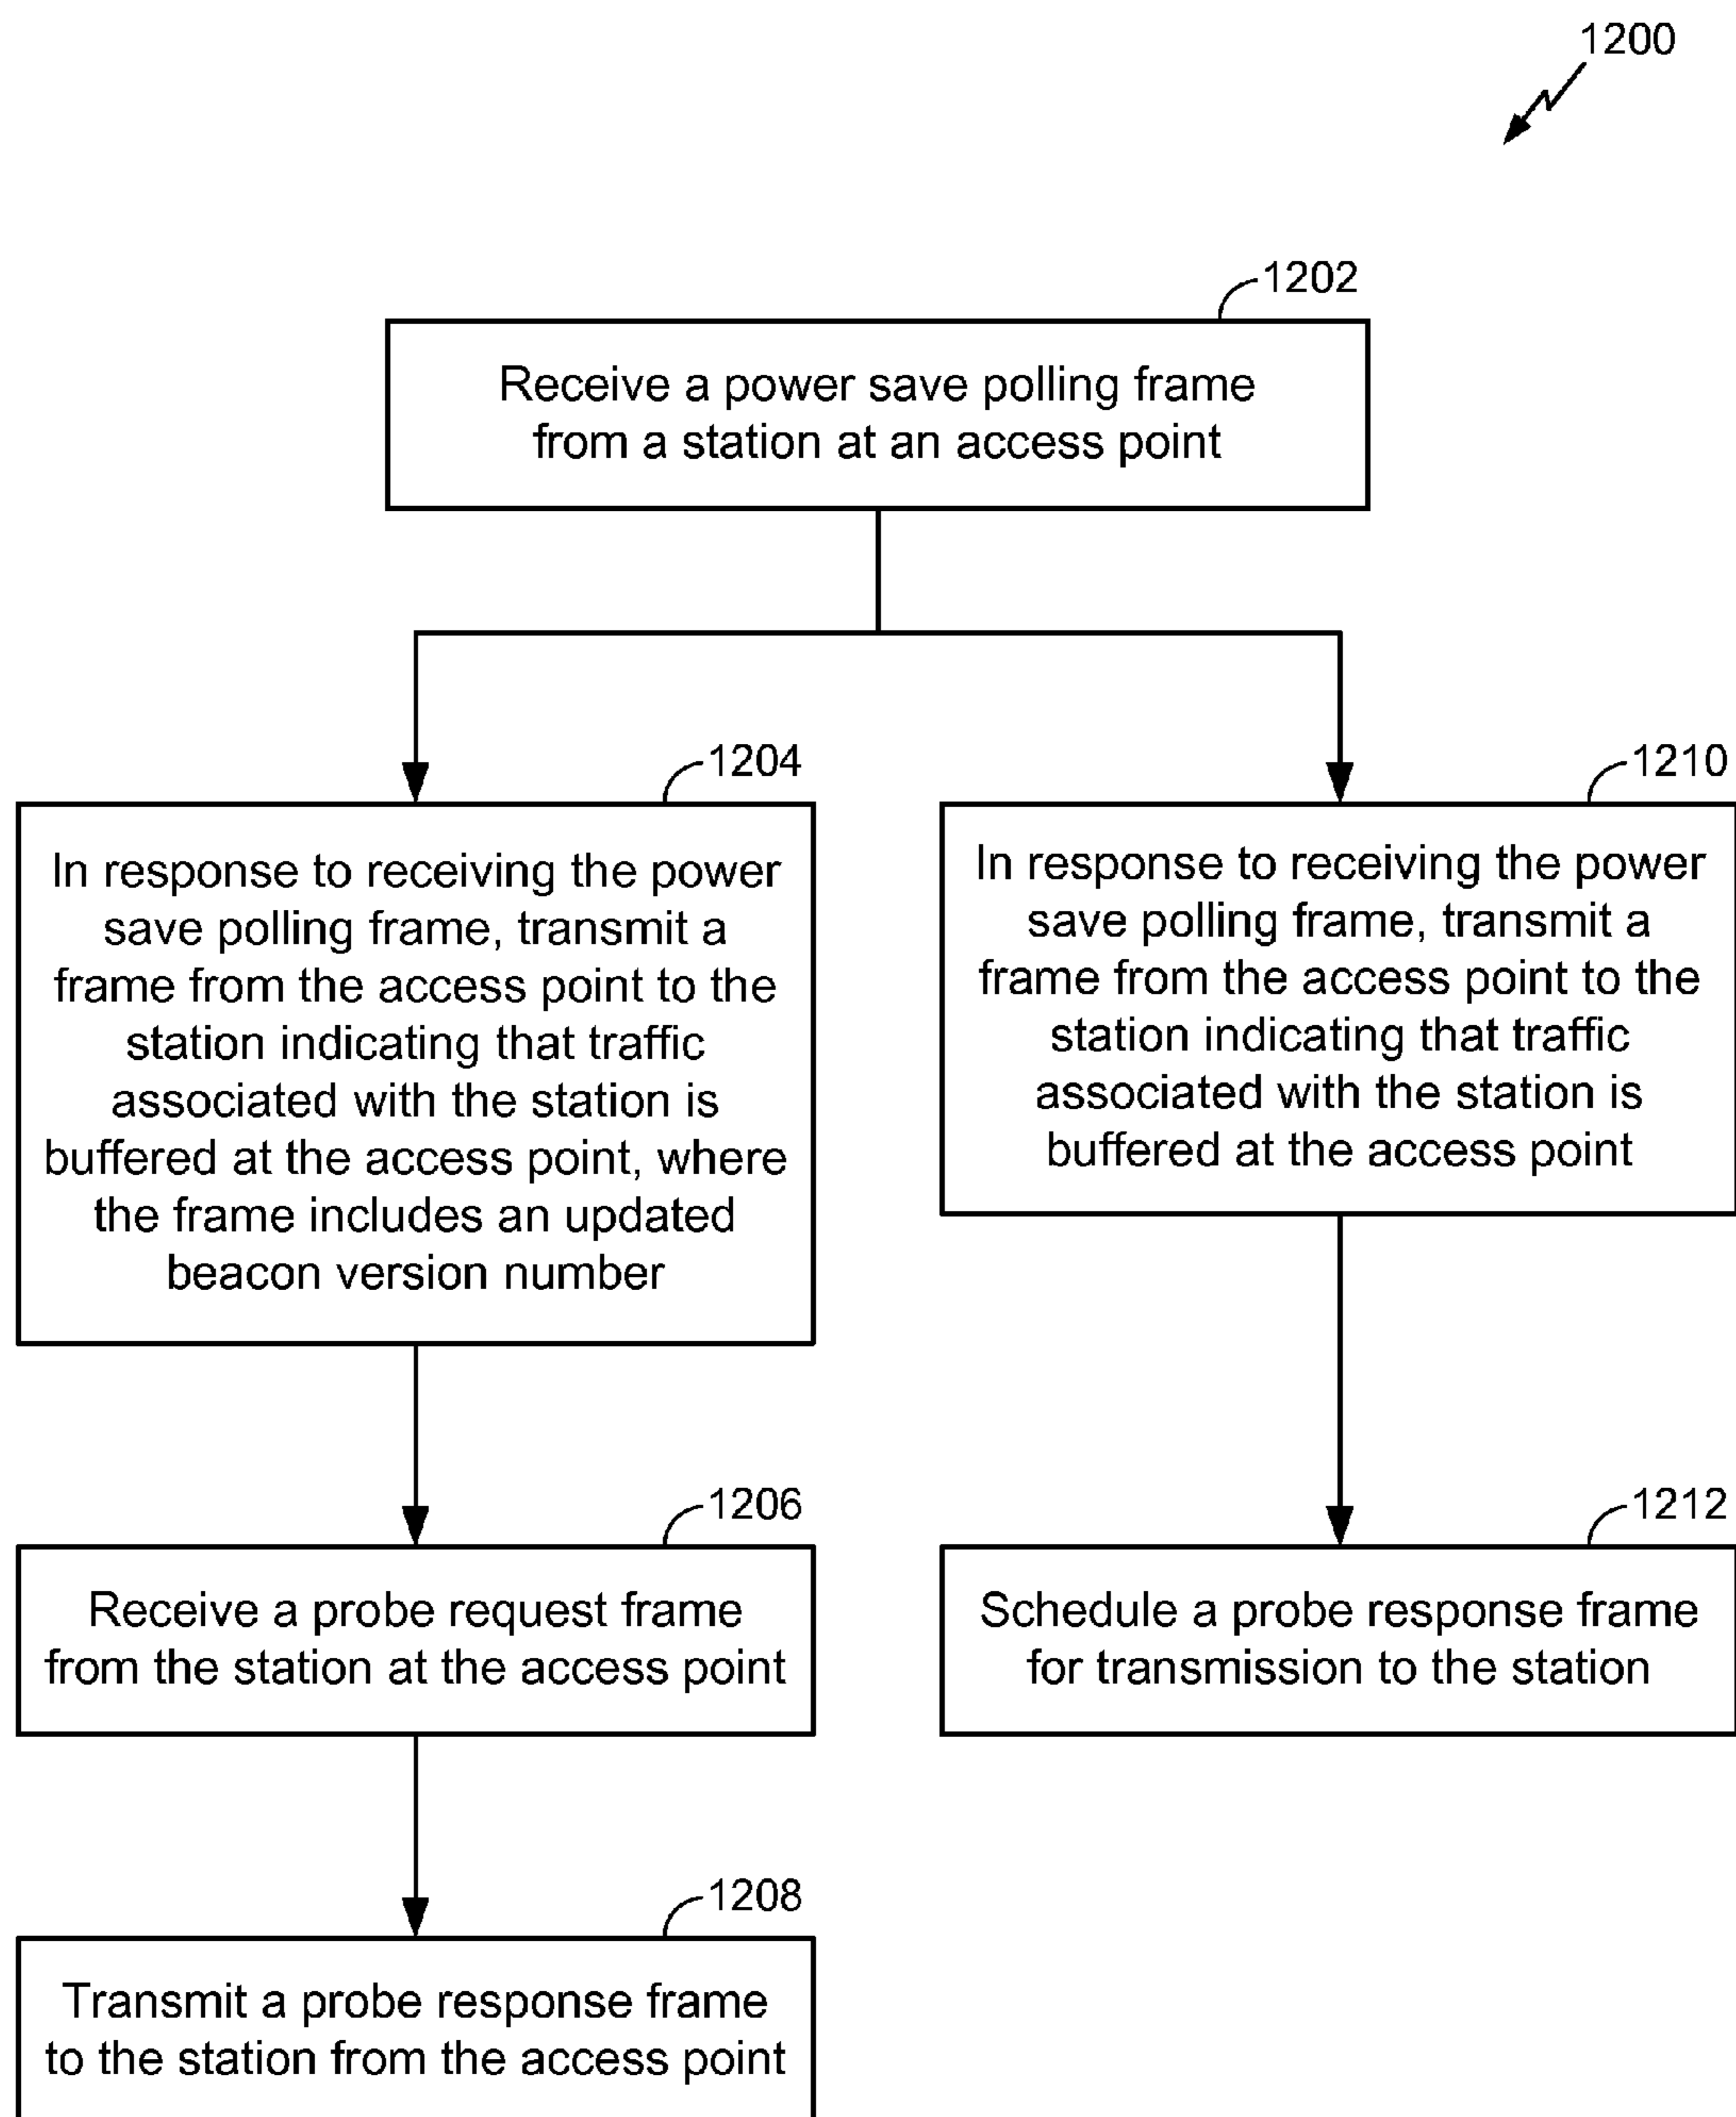 1200
1202
Receive a power save polling frame
from a station at an access point
1204
In response to receiving the power
save polling frame, transmit a
frame from the access point to the
station indicating that traffic
associated with the station is
buffered at the access point, where
the frame includes an updated
beacon version number
1210
In response to receiving the power
save polling frame, transmit a
frame from the access point to the
station indicating that traffic
associated with the station is
buffered at the access point
1206
Receive a probe request frame
from the station at the access point
1212
Schedule a probe response frame
for transmission to the station
1208
Transmit a probe response frame
to the station from the access point